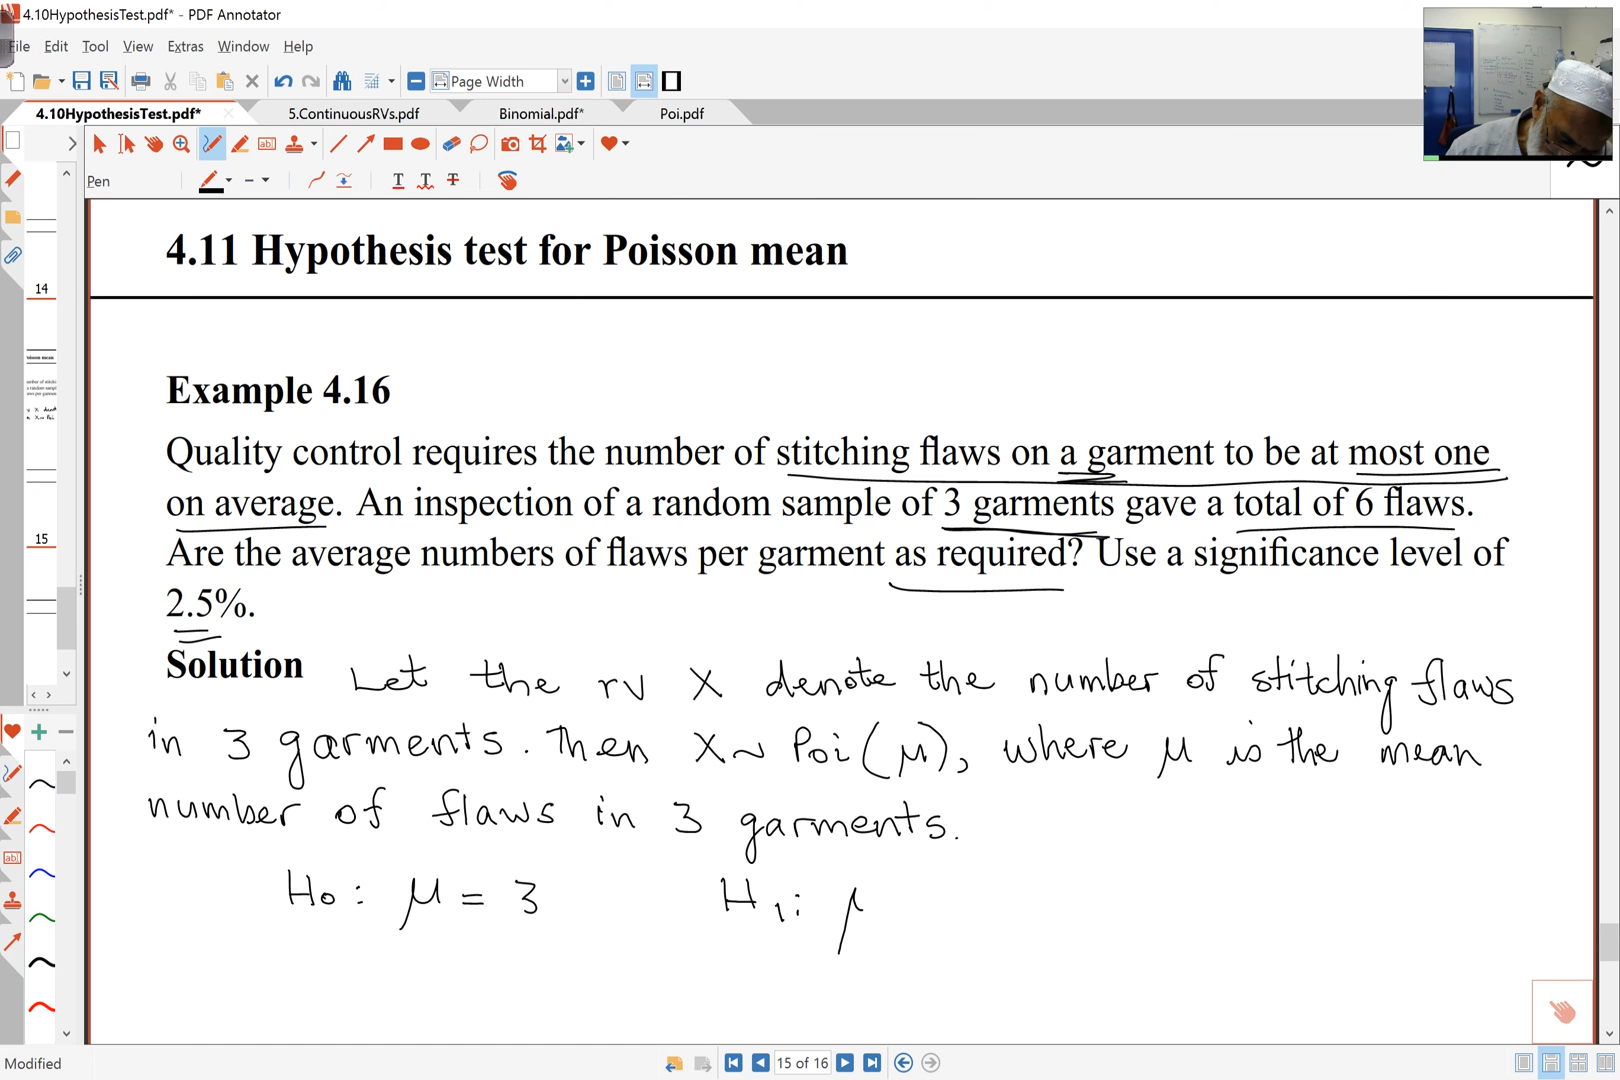 4.10HypothesisTest.pdf* - PDF Annotator
File Edit Tool View Extras Window Help
Page Width
4.10HypothesisTest.pdf* 5.ContinuousRVs.pdf Binomial.pdf* Poi.pdf
Pen
14
15
4.11 Hypothesis test for Poisson mean
Example 4.16
Quality control requires the number of stitching flaws on a garment to be at most one
on average. An inspection of a random sample of 3 garments gave a total of 6 flaws.
Are the average numbers of flaws per garment as required? Use a significance level of
2.5%.
Solution Let the rv X denote the number of stitching flaws
in 3 garments. Then X ~ Poi(μ), where μ is the mean
number of flaws in 3 garments.
H₀: μ = 3 H₁: μ
Modified 15 of 16